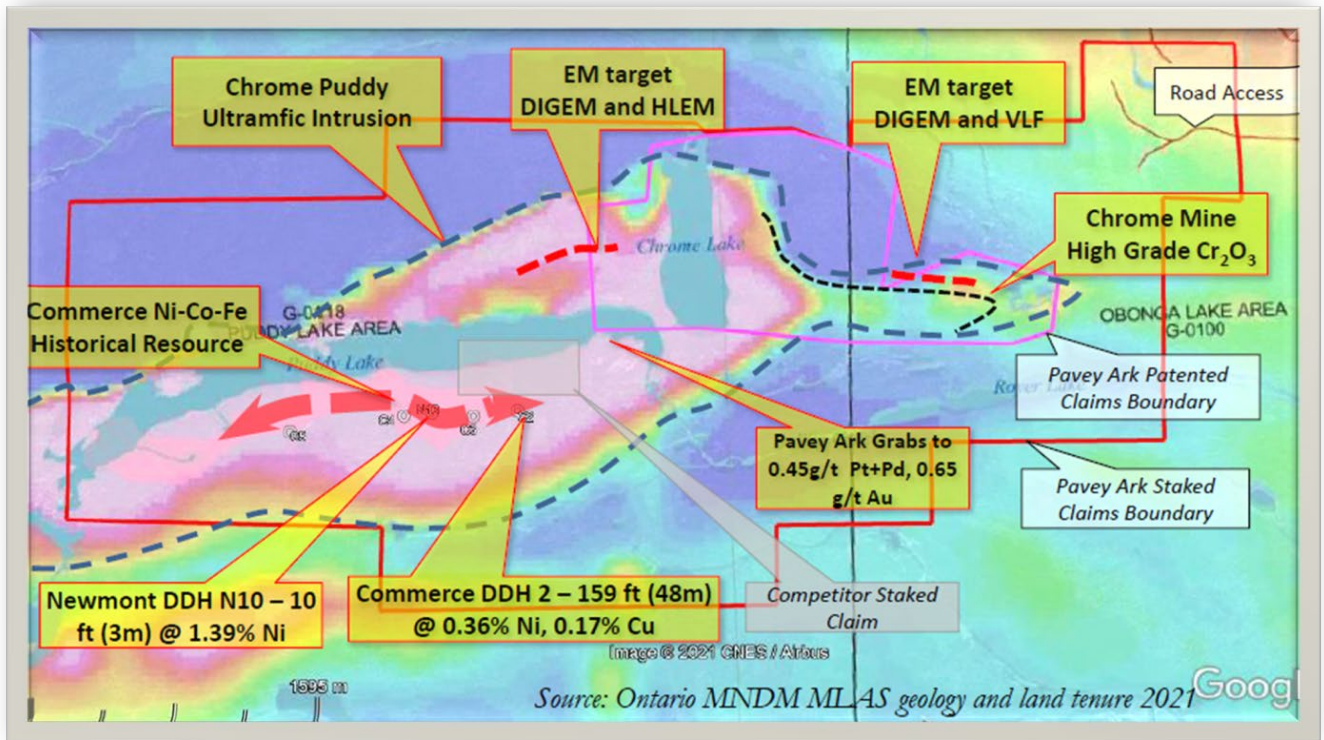 Chrome Puddy
Ultramfic Intrusion
EM target
DIGEM and HLEM
EM target
DIGEM and VLF
Road Access
Chrome Mine
High Grade Cr₂O₃
Chrome Lake
Commerce Ni-Co-Fe
Historical Resource
PUDDY LAKE AREA
Puddy Lake
OBONGA LAKE AREA
G-0100
Pavey Ark Patented
Claims Boundary
Pavey Ark Grabs to
0.45g/t Pt+Pd, 0.65
g/t Au
Pavey Ark Staked
Claims Boundary
Newmont DDH N10 – 10
ft (3m) @ 1.39% Ni
Commerce DDH 2 – 159 ft (48m)
@ 0.36% Ni, 0.17% Cu
Competitor Staked
Claim
Image © 2021 CNES / Airbus
1595 m
Source: Ontario MNDM MLAS geology and land tenure 2021
Googl